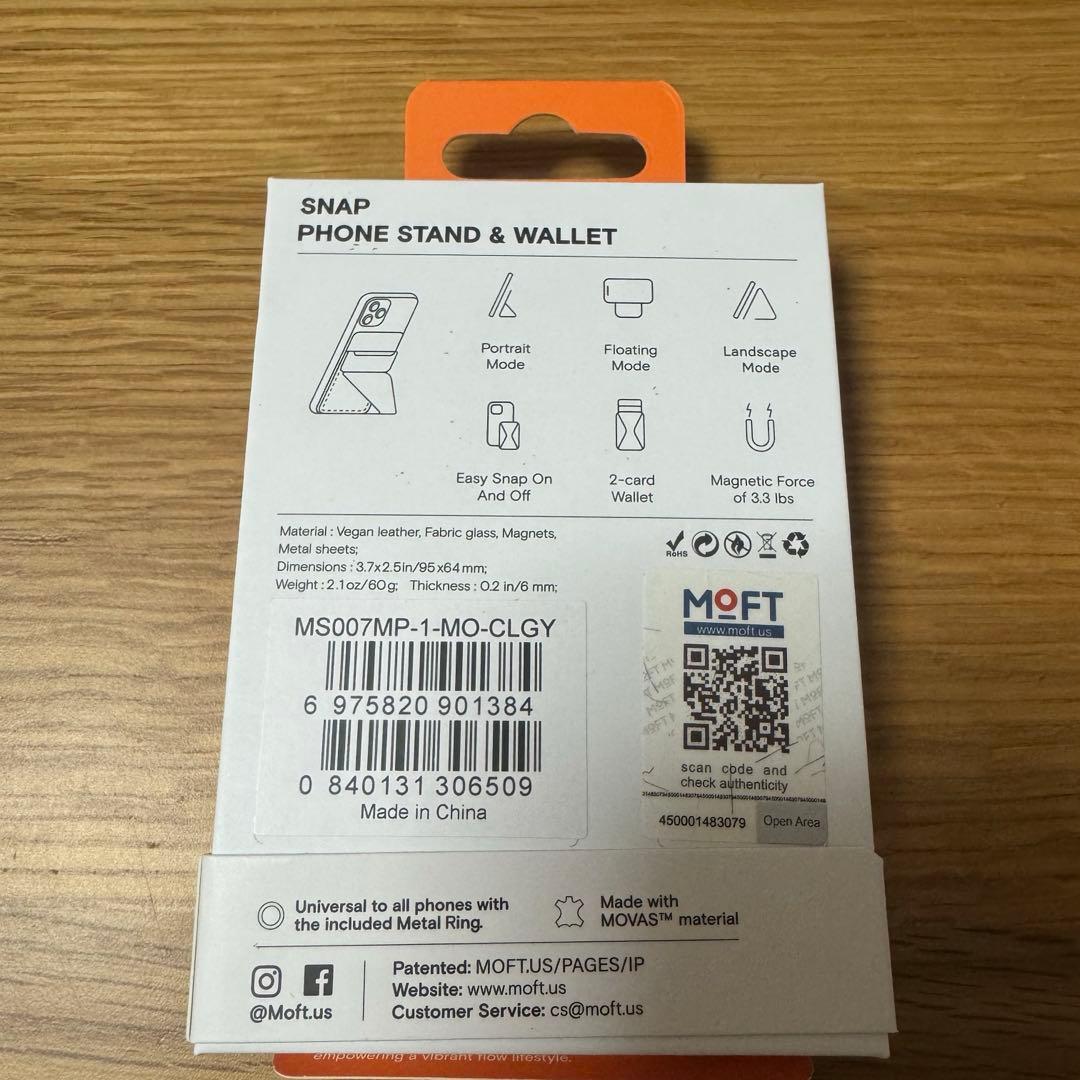 SNAP
PHONE STAND & WALLET
Portrait
Mode
Floating
Mode
Landscape
Mode
Easy Snap On
And Off
2-card
Wallet
Magnetic Force
of 3.3 lbs
Material : Vegan leather, Fabric glass, Magnets,
Metal sheets;
Dimensions : 3.7x2.5in/95x64mm;
Weight : 2.1oz/60g; Thickness : 0.2 in/6 mm;
RoHS
MS007MP-1-MO-CLGY
6 975820 901384
0 840131 306509
Made in China
MOFT
www.moft.us
scan code and
check authenticity
450001483079
Open Area
Universal to all phones with
the included Metal Ring.
Made with
MOVAS™ material
@Moft.us
Patented: MOFT.US/PAGES/IP
Website: www.moft.us
Customer Service: cs@moft.us
empowering a vibrant flow lifestyle.